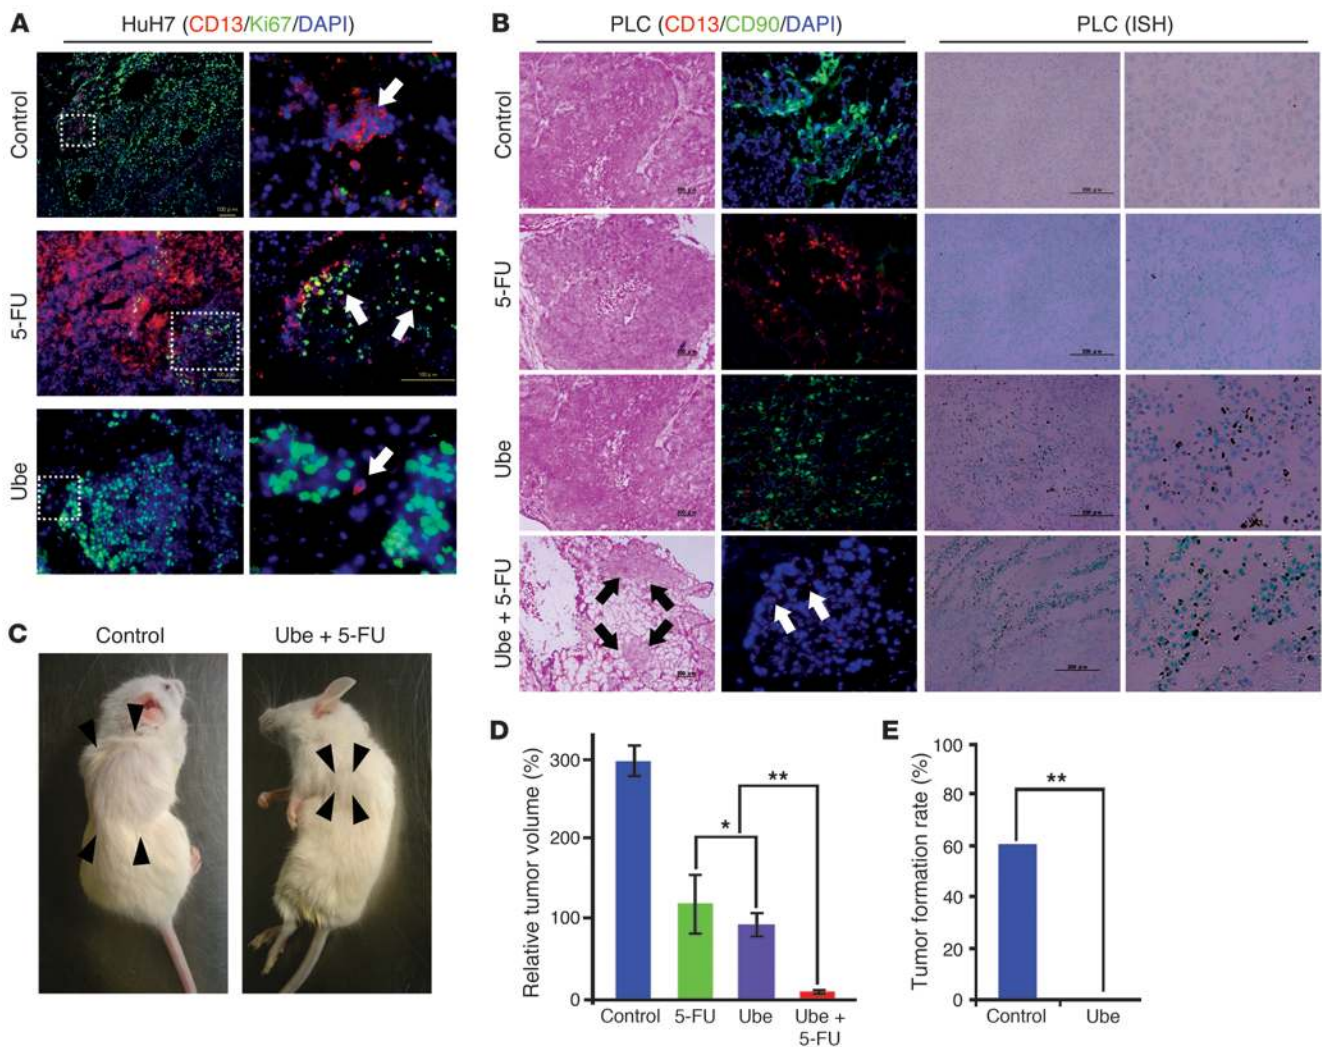 A
HuH7 (CD13/Ki67/DAPI)
Control
5-FU
Ube
B
PLC (CD13/CD90/DAPI)
PLC (ISH)
Control
5-FU
Ube
Ube + 5-FU
C
Control
Ube + 5-FU
D
Relative tumor volume (%)
300
200
100
0
*
**
Control
5-FU
Ube
Ube +
5-FU
E
Tumor formation rate (%)
100
80
60
40
20
0
**
Control
Ube